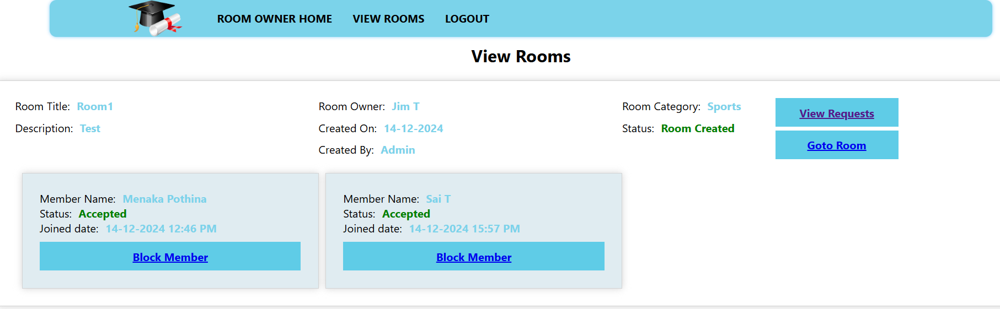 ROOM OWNER HOME VIEW ROOMS LOGOUT
View Rooms
Room Title: Room1
Description: Test
Room Owner: Jim T
Created On: 14-12-2024
Created By: Admin
Room Category: Sports
Status: Room Created
View Requests
Goto Room
Member Name: Menaka Pothina
Status: Accepted
Joined date: 14-12-2024 12:46 PM
Block Member
Member Name: Sai T
Status: Accepted
Joined date: 14-12-2024 15:57 PM
Block Member